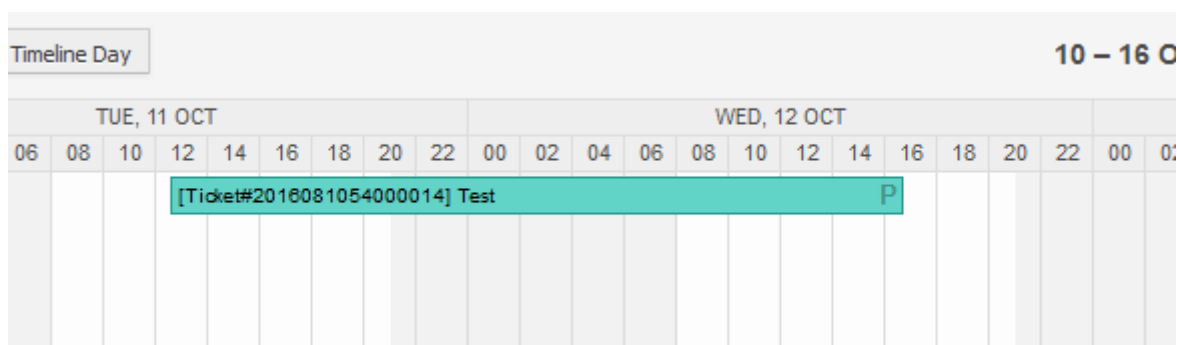 Timeline Day
10 – 16 O
TUE, 11 OCT WED, 12 OCT
06 08 10 12 14 16 18 20 22 00 02 04 06 08 10 12 14 16 18 20 22 00 02
[Ticket#2016081054000014] Test P